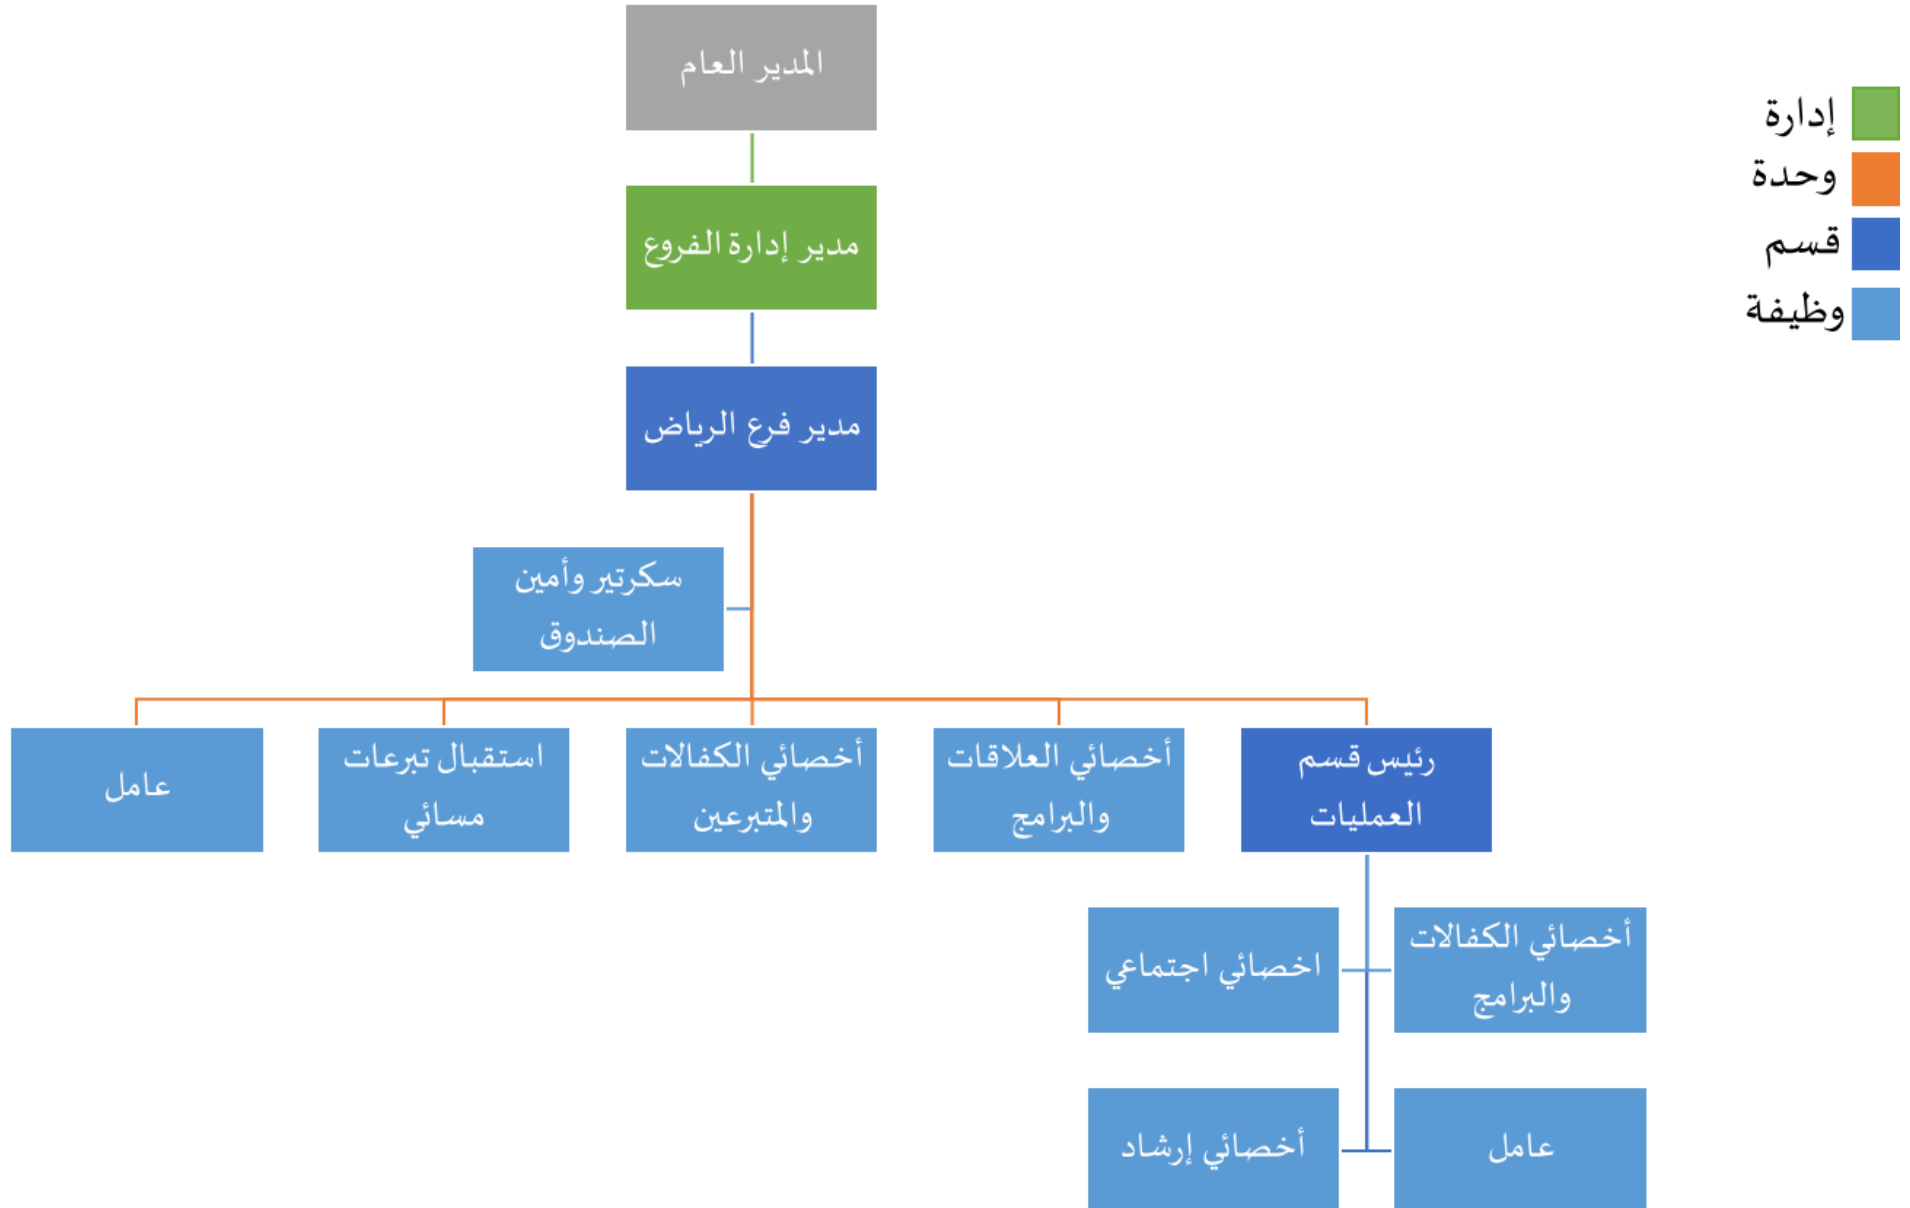 المدير العام
إدارة
وحدة
قسم
وظيفة
مدير إدارة الفروع
مدير فرع الرياض
سكرتير وأمين
الصندوق
رئيس قسم
العمليات
أخصائي العلاقات
والبرامج
أخصائي الكفالات
والمتبرعين
استقبال تبرعات
مسائي
عامل
أخصائي الكفالات
والبرامج
اخصائي اجتماعي
عامل
أخصائي إرشاد